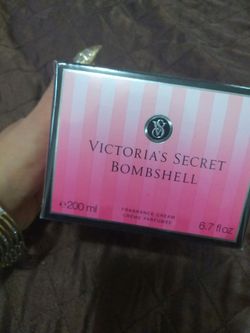 VS
VICTORIA'S SECRET
BOMBSHELL
℮200 ml
FRAGRANCE CREAM
CRÈME PARFUMÉE
6.7 fl oz